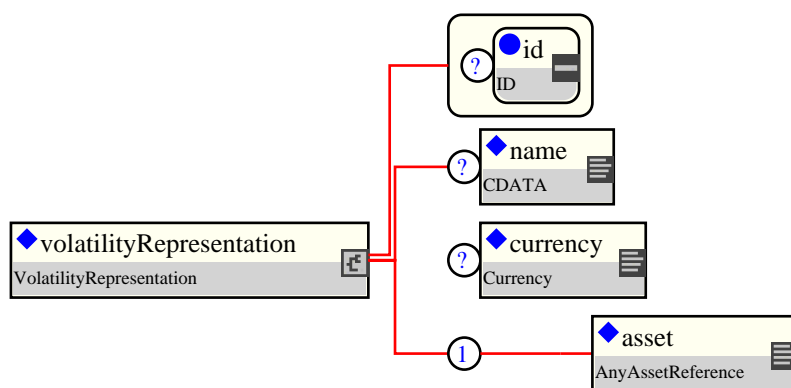 ?
id
ID
?
name
CDATA
volatilityRepresentation
VolatilityRepresentation
?
currency
Currency
1
asset
AnyAssetReference